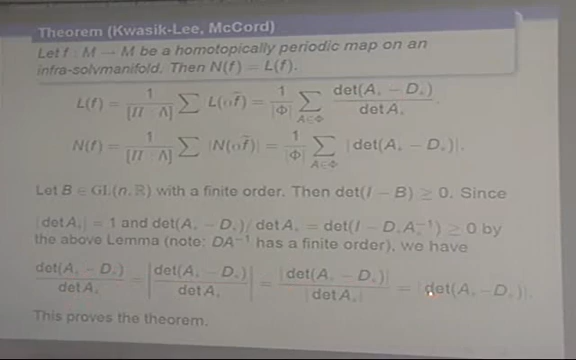 Theorem (Kwasik-Lee, McCord)
Let f : M → M be a homotopically periodic map on an
infra-solvmanifold. Then N(f) = L(f).
L(f) = 1/[Π : Λ] ∑ L(αf̄) = 1/|Φ| ∑_{A∈Φ} det(A_* − D_*)/det A_*.
N(f) = 1/[Π : Λ] ∑ |N(αf̄)| = 1/|Φ| ∑_{A∈Φ} |det(A_* − D_*)|.
Let B ∈ GL(n, ℝ) with a finite order. Then det(I − B) ≥ 0. Since
|det A_*| = 1 and det(A_* − D_*)/det A_* = det(I − D_*A_*⁻¹) ≥ 0 by
the above Lemma (note: DA⁻¹ has a finite order), we have
det(A_* − D_*)/det A_* = |det(A_* − D_*)/det A_*| = |det(A_* − D_*)|/|det A_*| = |det(A_* − D_*)|.
This proves the theorem.